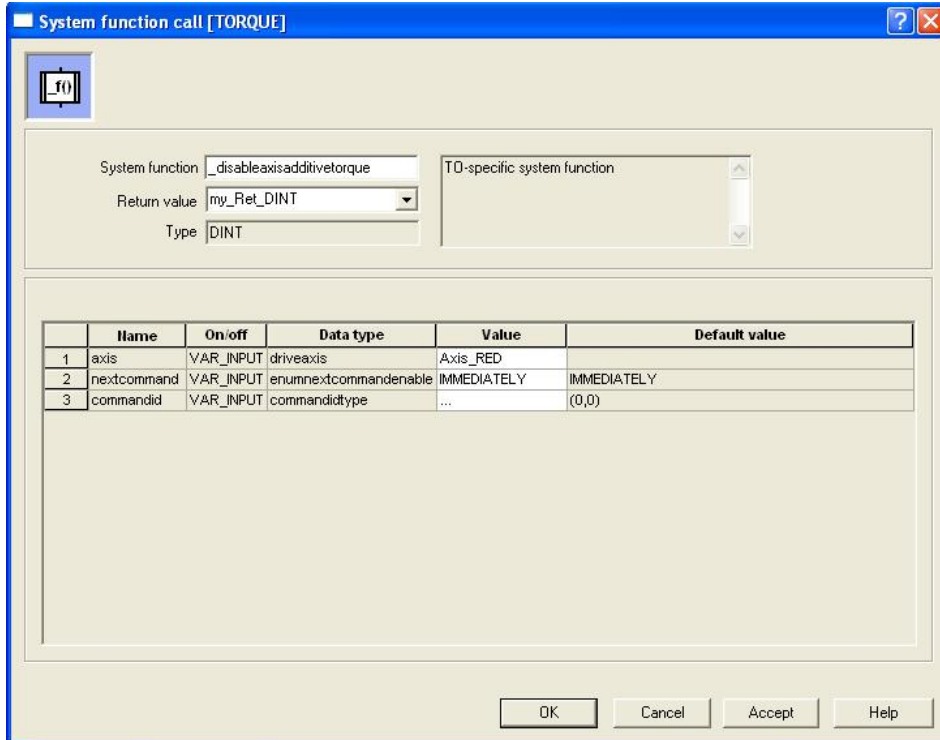 System function call [TORQUE]
_f()
System function _disableaxisadditivetorque TO-specific system function
Return value my_Ret_DINT
Type DINT
Name On/off Data type Value Default value
1 axis VAR_INPUT driveaxis Axis_RED
2 nextcommand VAR_INPUT enumnextcommandenable IMMEDIATELY IMMEDIATELY
3 commandid VAR_INPUT commandidtype ... (0,0)
OK Cancel Accept Help